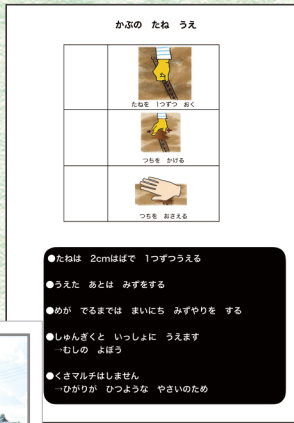 かぶの たね うえ
たねを 1つずつ おく
つちを かける
つちを おさえる
●たねは 2cmはばで 1つずつうえる
●うえた あとは みずをする
●めが でるまでは まいにち みずやりを する
●しゅんぎくと いっしょに うえます
→むしの よぼう
●くさマルチはしません
→ひがりが ひつような やさいのため